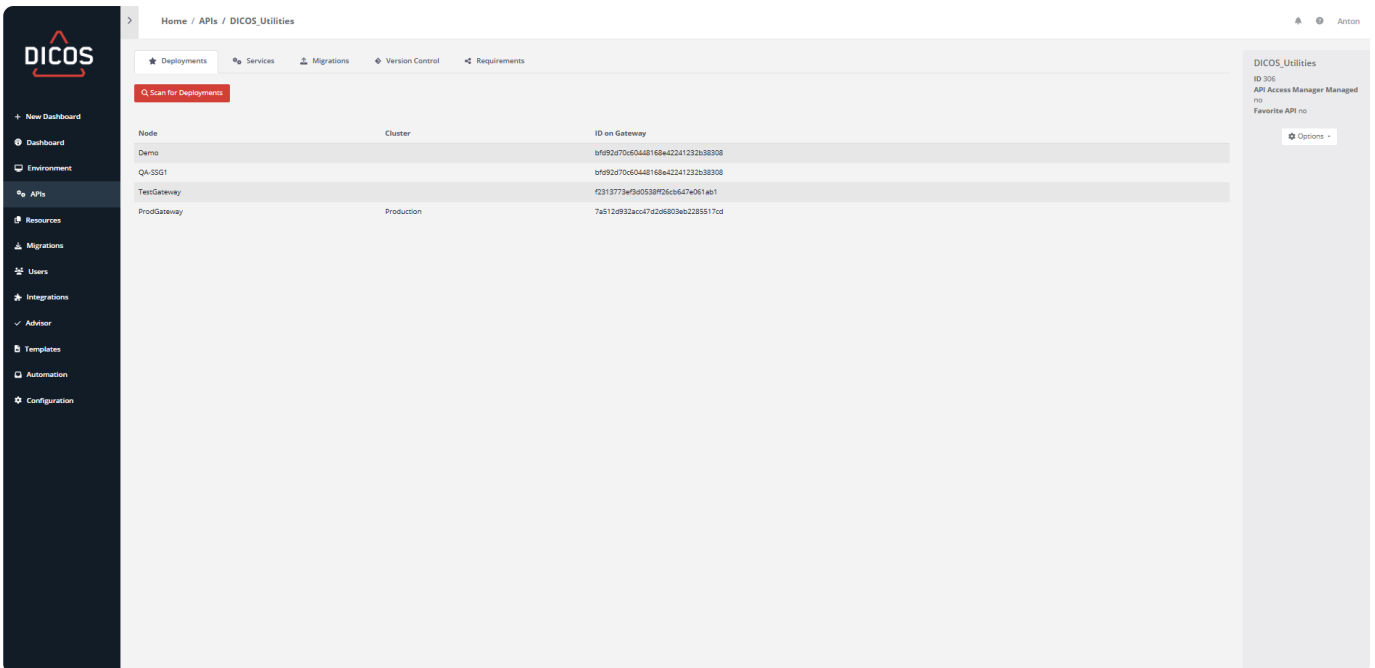 DICOS
+ New Dashboard
Dashboard
Environment
APIs
Resources
Migrations
Users
Integrations
Advisor
Templates
Automation
Configuration
Home / APIs / DICOS_Utilities
Anton
Deployments Services Migrations Version Control Requirements
Scan for Deployments
Node Cluster ID on Gateway
Demo bfd92d70c60448168e42241232b38308
QA-SSG1 bfd92d70c60448168e42241232b38308
TestGateway f2313773ef3d0538ff26cb647e061ab1
ProdGateway Production 7a512d932acc47d2d6803eb2285517cd
DICOS_Utilities
ID 306
API Access Manager Managed
no
Favorite API no
Options